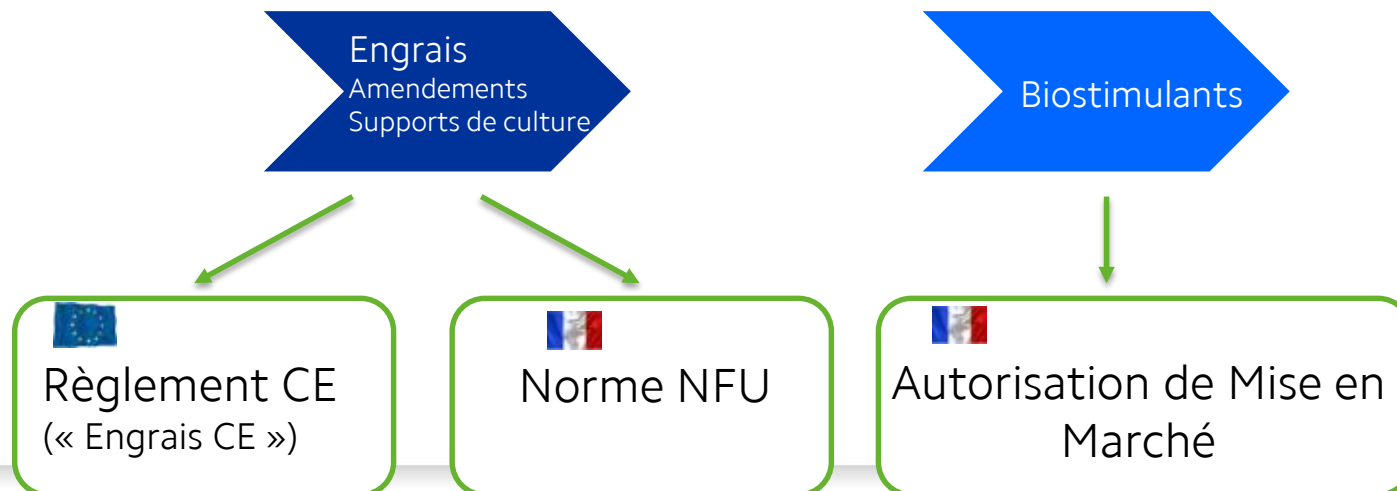 Engrais
Amendements
Supports de culture
Biostimulants
Règlement CE
(« Engrais CE »)
Norme NFU
Autorisation de Mise en
Marché